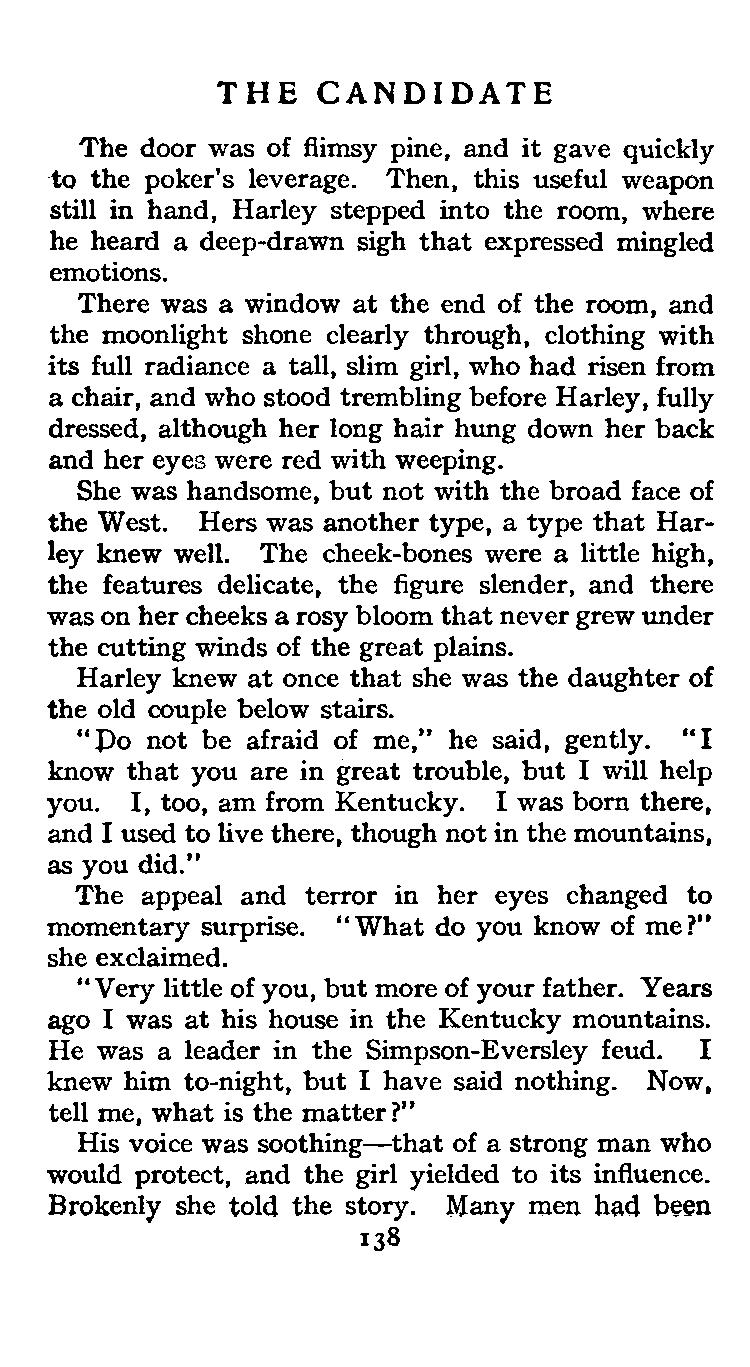 THE CANDIDATE
The door was of flimsy pine, and it gave quickly
to the poker's leverage. Then, this useful weapon
still in hand, Harley stepped into the room, where
he heard a deep-drawn sigh that expressed mingled
emotions.
There was a window at the end of the room, and
the moonlight shone clearly through, clothing with
its full radiance a tall, slim girl, who had risen from
a chair, and who stood trembling before Harley, fully
dressed, although her long hair hung down her back
and her eyes were red with weeping.
She was handsome, but not with the broad face of
the West. Hers was another type, a type that Har-
ley knew well. The cheek-bones were a little high,
the features delicate, the figure slender, and there
was on her cheeks a rosy bloom that never grew under
the cutting winds of the great plains.
Harley knew at once that she was the daughter of
the old couple below stairs.
"Do not be afraid of me," he said, gently. "I
know that you are in great trouble, but I will help
you. I, too, am from Kentucky. I was born there,
and I used to live there, though not in the mountains,
as you did."
The appeal and terror in her eyes changed to
momentary surprise. "What do you know of me?"
she exclaimed.
"Very little of you, but more of your father. Years
ago I was at his house in the Kentucky mountains.
He was a leader in the Simpson-Eversley feud. I
knew him to-night, but I have said nothing. Now,
tell me, what is the matter?"
His voice was soothing—that of a strong man who
would protect, and the girl yielded to its influence.
Brokenly she told the story. Many men had been
138